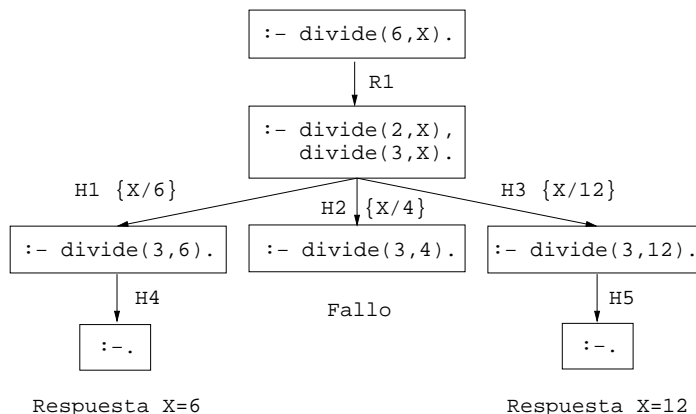 :- divide(6,X).
R1
:- divide(2,X),
divide(3,X).
H1 {X/6}
H2 {X/4}
H3 {X/12}
:- divide(3,6).
:- divide(3,4).
:- divide(3,12).
H4
Fallo
H5
:-.
:-.
Respuesta X=6
Respuesta X=12